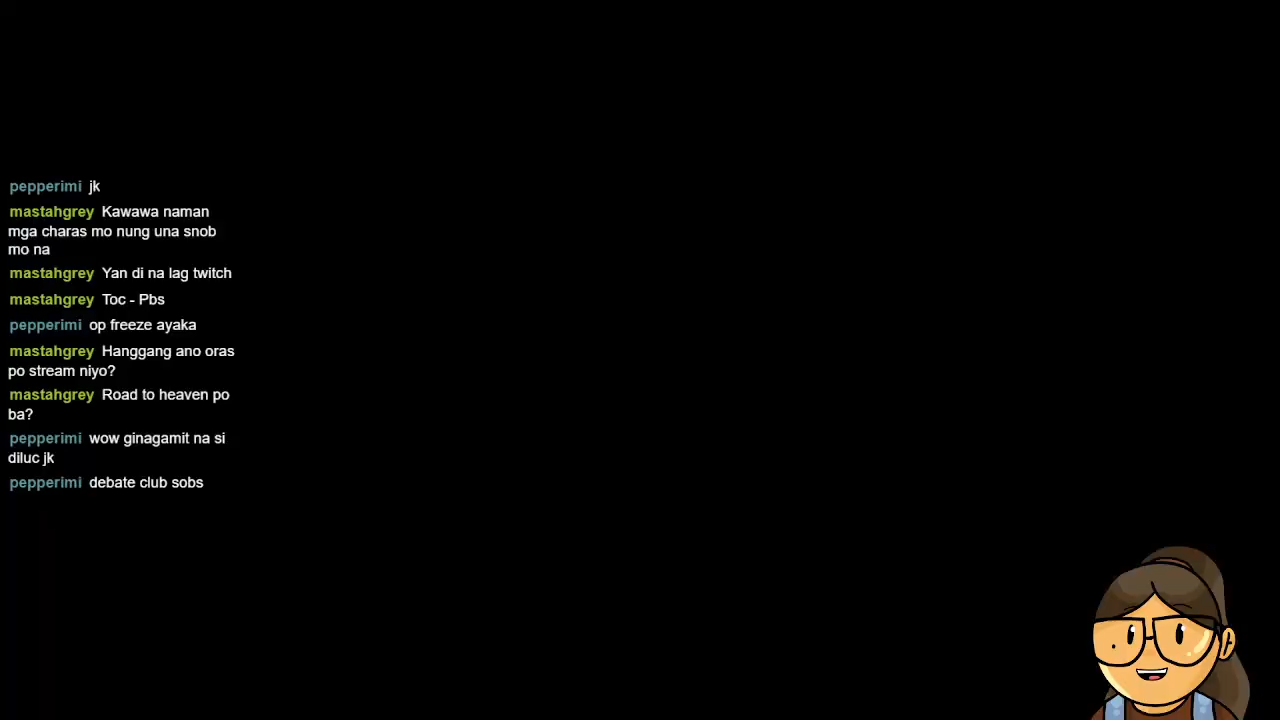 pepperimi jk
mastahgrey Kawawa naman
mga charas mo nung una snob
mo na
mastahgrey Yan di na lag twitch
mastahgrey Toc - Pbs
pepperimi op freeze ayaka
mastahgrey Hanggang ano oras
po stream niyo?
mastahgrey Road to heaven po
ba?
pepperimi wow ginagamit na si
diluc jk
pepperimi debate club sobs